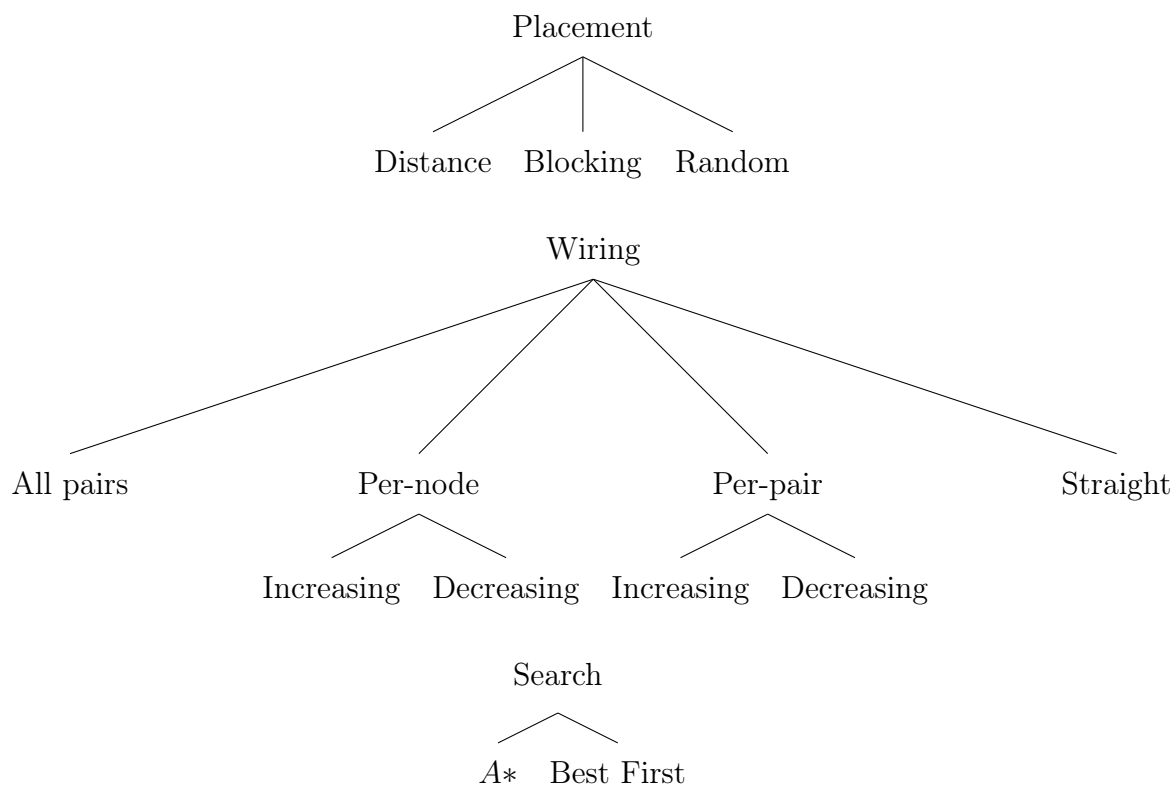 Placement
Distance Blocking Random
Wiring
All pairs Per-node Per-pair Straight
Increasing Decreasing Increasing Decreasing
Search
A* Best First